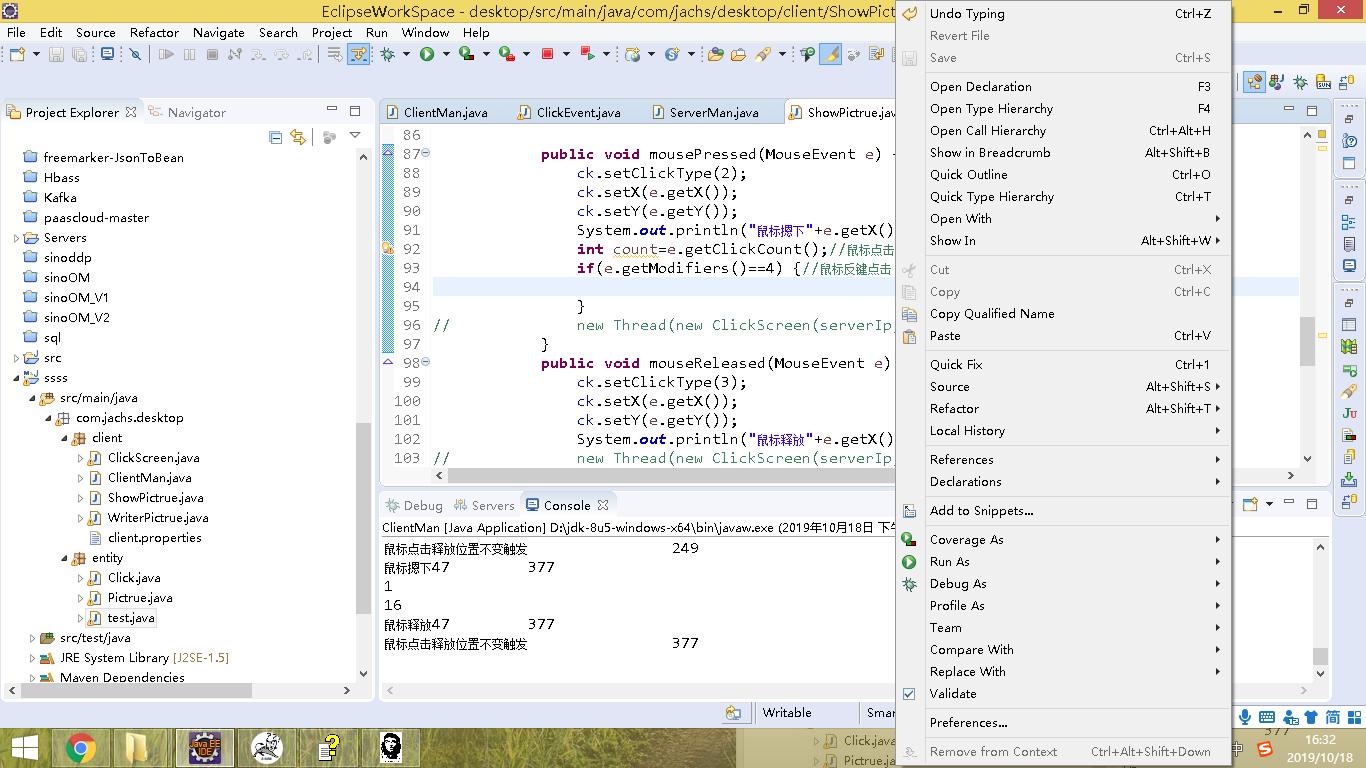 EclipseWorkSpace - desktop/src/main/java/com/jachs/desktop/client/ShowPict
File Edit Source Refactor Navigate Search Project Run Window Help
Project Explorer
Navigator
freemarker-JsonToBean
Hbass
Kafka
paascloud-master
Servers
sinoddp
sinoOM
sinoOM_V1
sinoOM_V2
sql
src
ssss
src/main/java
com.jachs.desktop
client
ClickScreen.java
ClientMan.java
ShowPictrue.java
WriterPictrue.java
client.properties
entity
Click.java
Pictrue.java
test.java
src/test/java
JRE System Library [J2SE-1.5]
Maven Dependencies
ClientMan.java
ClickEvent.java
ServerMan.java
ShowPictrue.jav
86
87 public void mousePressed(MouseEvent e) {
88 ck.setClickType(2);
89 ck.setX(e.getX());
90 ck.setY(e.getY());
91 System.out.println("鼠标摁下"+e.getX()
92 int count=e.getClickCount();//鼠标点击
93 if(e.getModifiers()==4) {//鼠标反键点击
94
95 }
96 // new Thread(new ClickScreen(serverIp,
97 }
98 public void mouseReleased(MouseEvent e)
99 ck.setClickType(3);
100 ck.setX(e.getX());
101 ck.setY(e.getY());
102 System.out.println("鼠标释放"+e.getX()
103 // new Thread(new ClickScreen(serverIp,
Debug
Servers
Console
ClientMan [Java Application] D:\jdk-8u5-windows-x64\bin\javaw.exe (2019年10月18日 下午
鼠标点击释放位置不变触发 249
鼠标摁下47 377
1
16
鼠标释放47 377
鼠标点击释放位置不变触发 377
Writable
Smar
Undo Typing Ctrl+Z
Revert File
Save Ctrl+S
Open Declaration F3
Open Type Hierarchy F4
Open Call Hierarchy Ctrl+Alt+H
Show in Breadcrumb Alt+Shift+B
Quick Outline Ctrl+O
Quick Type Hierarchy Ctrl+T
Open With
Show In Alt+Shift+W
Cut Ctrl+X
Copy Ctrl+C
Copy Qualified Name
Paste Ctrl+V
Quick Fix Ctrl+1
Source Alt+Shift+S
Refactor Alt+Shift+T
Local History
References
Declarations
Add to Snippets...
Coverage As
Run As
Debug As
Profile As
Team
Compare With
Replace With
Validate
Preferences...
Remove from Context Ctrl+Alt+Shift+Down
Java EE
IDE
Click.java
Pictrue.java
简
377
16:32
2019/10/18